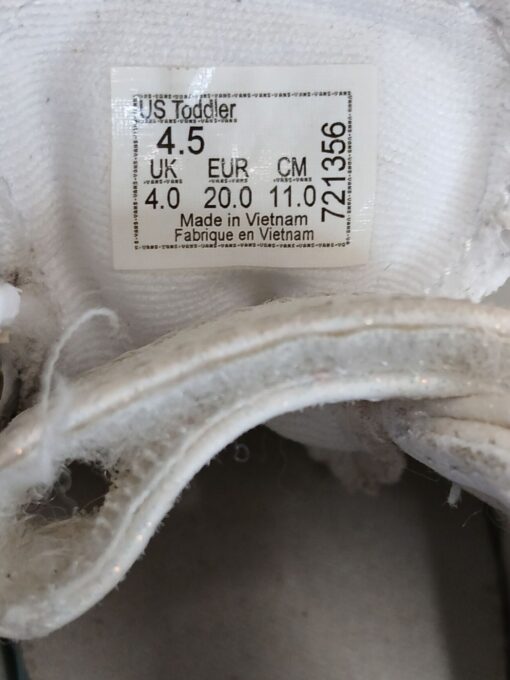 US Toddler
4.5
UK EUR CM
4.0 20.0 11.0
Made in Vietnam
Fabrique en Vietnam
721356